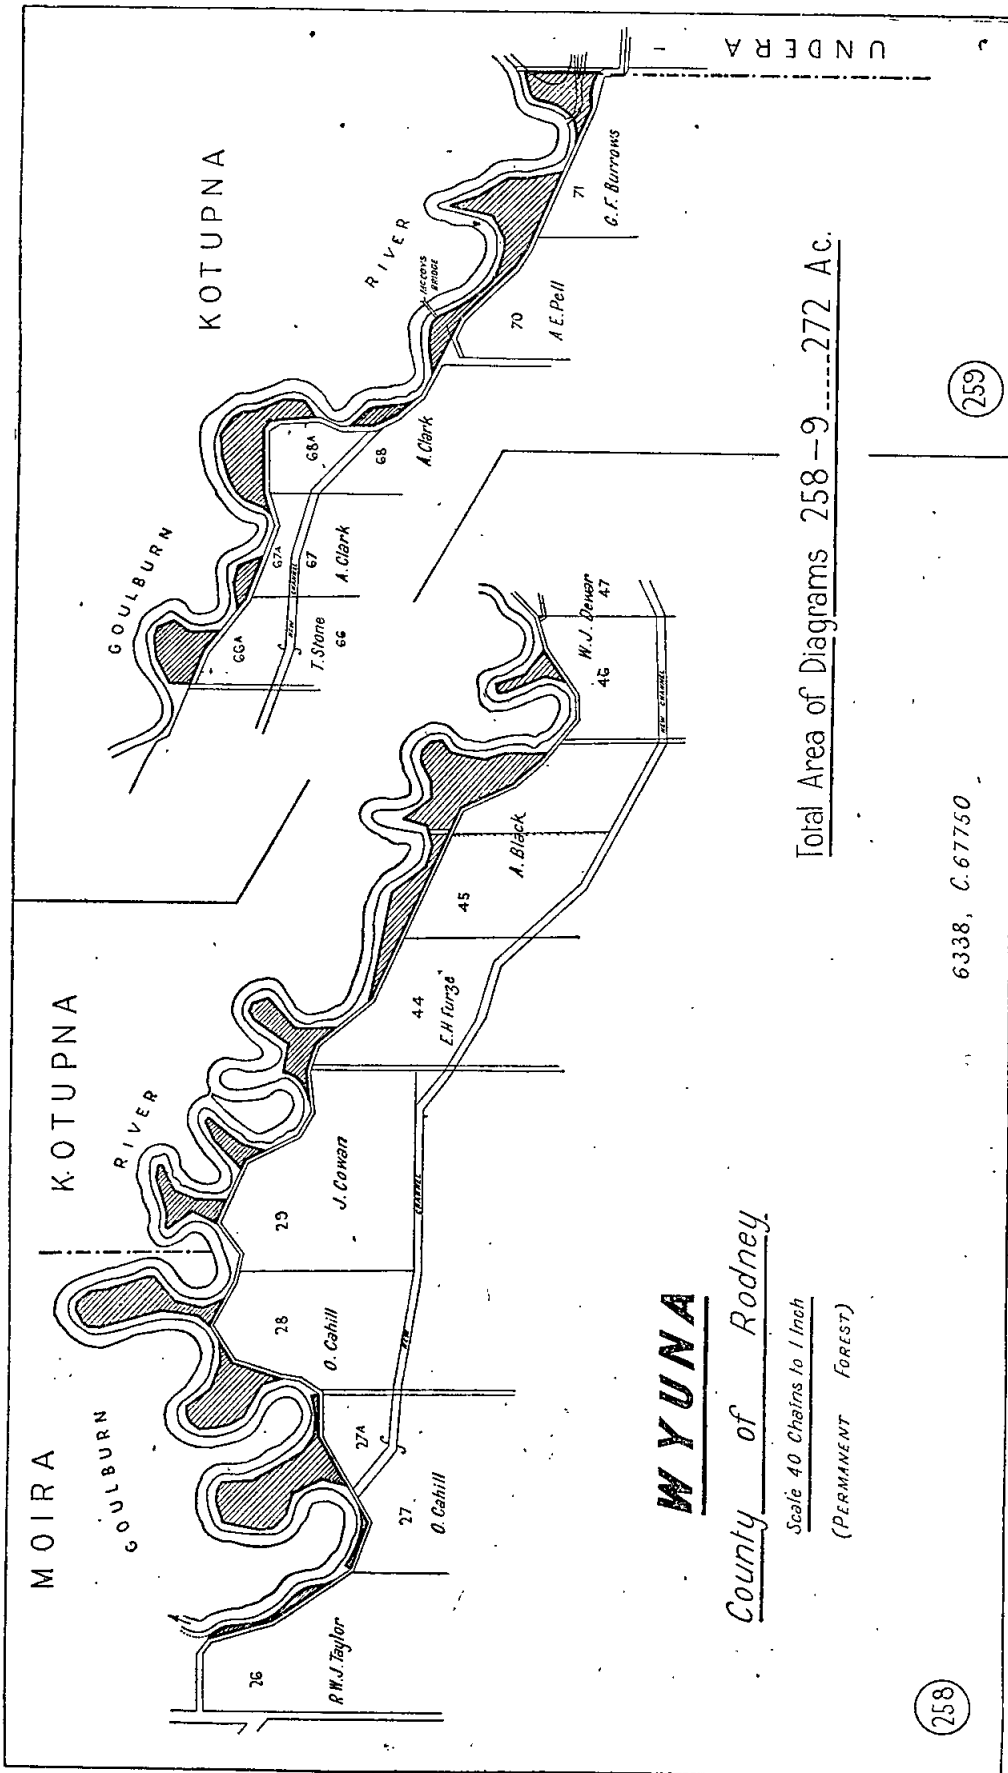 MOIRA
KOTUPNA
KOTUPNA
UNDERA
GOULBURN
RIVER
GOULBURN
RIVER
McCOYS
BRIDGE
26
R.W.J. Taylor
27
27A
O. Cahill
28
O. Cahill
29
J. Cowan
NEW CHANNEL
44
E.H Furze
45
A. Black
46
W.J. Dewar
47
NEW CHANNEL
66A
T. Stone
66
NEW CHANNEL
67A
67
A. Clark
68A
68
A. Clark
70
A E. Pell
71
G. F. Burrows
WYUNA
County of Rodney.
Scale 40 Chains to 1 Inch
(PERMANENT FOREST)
Total Area of Diagrams 258-9......272 Ac.
6338, C.67750
258
259